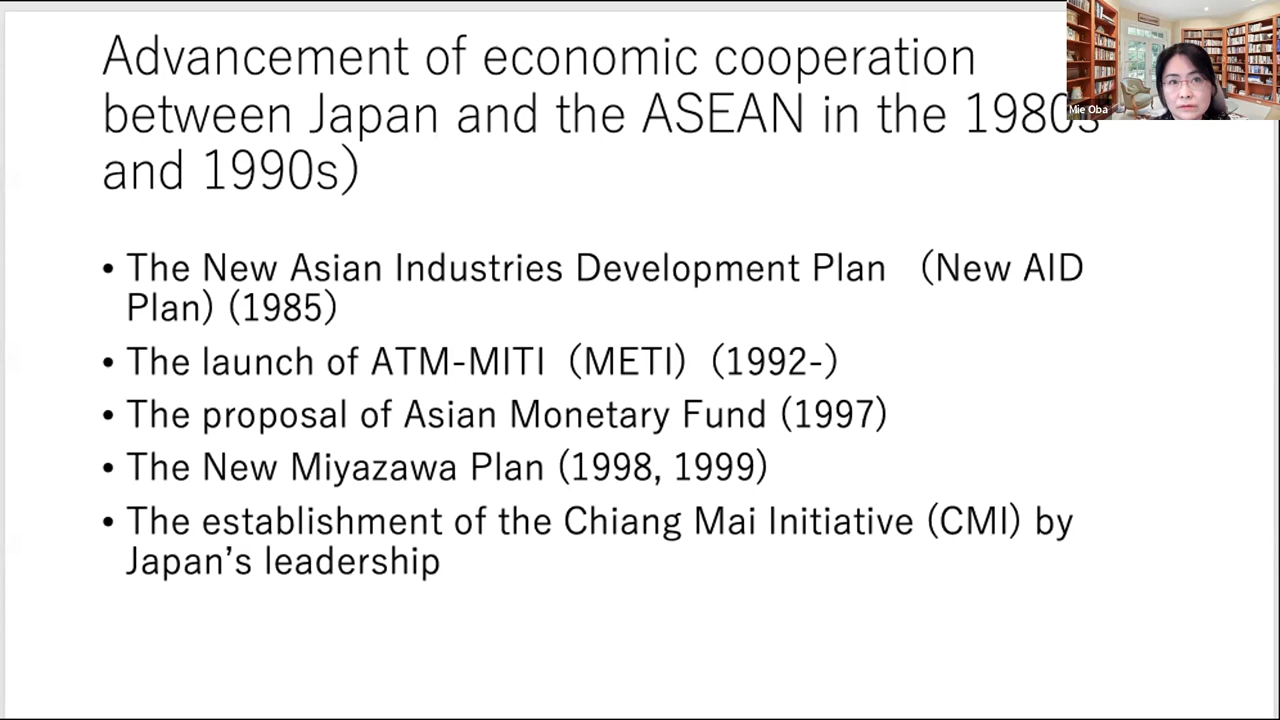 Advancement of economic cooperation
between Japan and the ASEAN in the 1980s
and 1990s)
Mie Oba
• The New Asian Industries Development Plan （New AID
Plan) (1985)
• The launch of ATM-MITI（METI）(1992-)
• The proposal of Asian Monetary Fund (1997)
• The New Miyazawa Plan (1998, 1999)
• The establishment of the Chiang Mai Initiative (CMI) by
Japan’s leadership